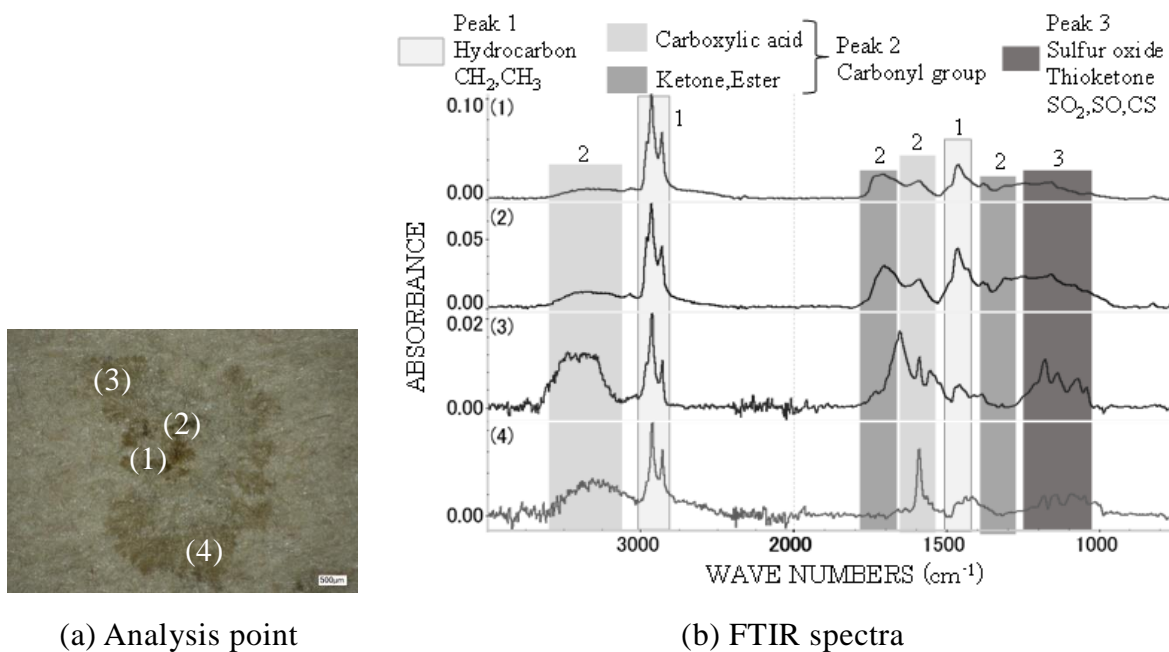 Peak 1
Hydrocarbon
CH₂,CH₃
Carboxylic acid
Ketone,Ester
Peak 2
Carbonyl group
Peak 3
Sulfur oxide
Thioketone
SO₂,SO,CS
0.10
(1)
2
1
2
2
1
2
3
0.00
(2)
0.05
0.00
0.02
(3)
0.00
(4)
0.00
ABSORBANCE
3000
2000
1500
1000
WAVE NUMBERS (cm⁻¹)
(3)
(2)
(1)
(4)
500μm
(a) Analysis point
(b) FTIR spectra